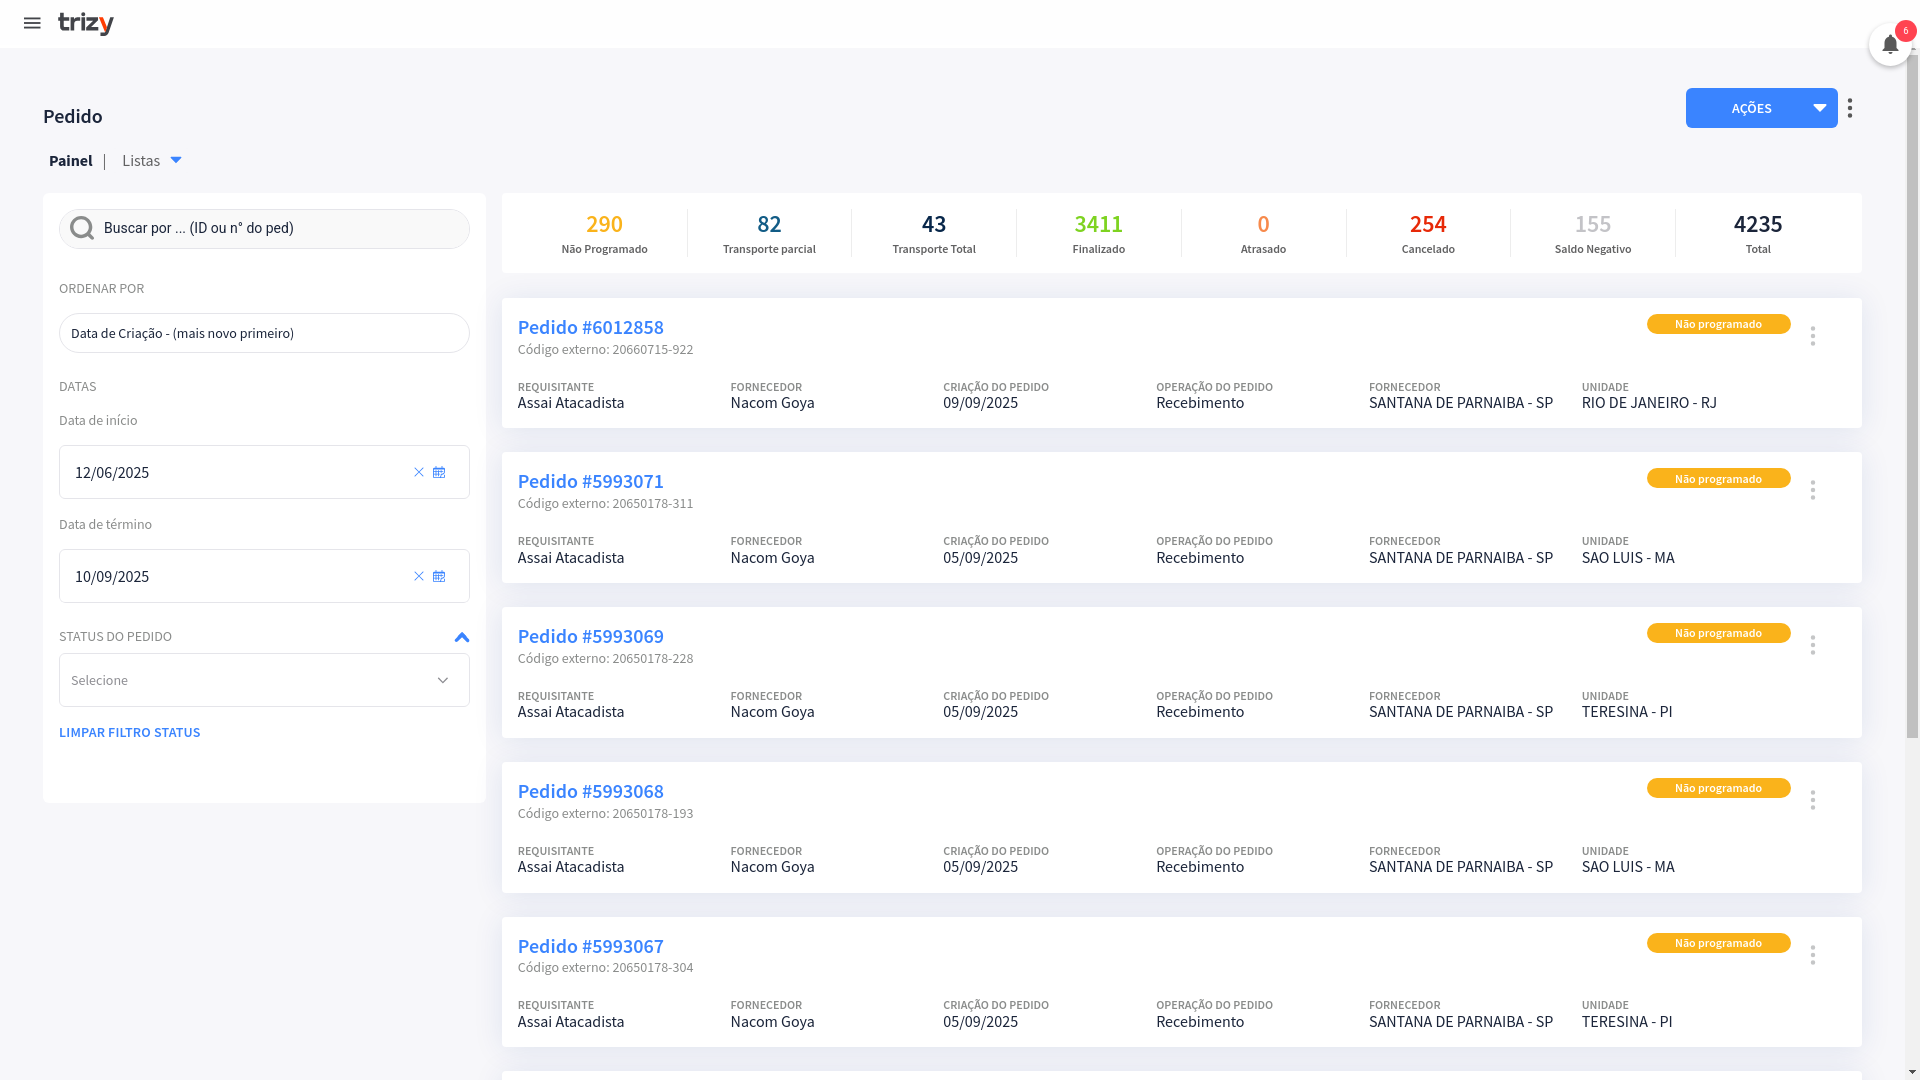 trizy
6
Pedido
AÇÕES
Painel | Listas
Buscar por ... (ID ou n° do ped)
ORDENAR POR
Data de Criação - (mais novo primeiro)
DATAS
Data de início
12/06/2025
Data de término
10/09/2025
STATUS DO PEDIDO
Selecione
LIMPAR FILTRO STATUS
290 82 43 3411 0 254 155 4235
Não Programado Transporte parcial Transporte Total Finalizado Atrasado Cancelado Saldo Negativo Total
Pedido #6012858 Não programado
Código externo: 20660715-922
REQUISITANTE FORNECEDOR CRIAÇÃO DO PEDIDO OPERAÇÃO DO PEDIDO FORNECEDOR UNIDADE
Assai Atacadista Nacom Goya 09/09/2025 Recebimento SANTANA DE PARNAIBA - SP RIO DE JANEIRO - RJ
Pedido #5993071 Não programado
Código externo: 20650178-311
REQUISITANTE FORNECEDOR CRIAÇÃO DO PEDIDO OPERAÇÃO DO PEDIDO FORNECEDOR UNIDADE
Assai Atacadista Nacom Goya 05/09/2025 Recebimento SANTANA DE PARNAIBA - SP SAO LUIS - MA
Pedido #5993069 Não programado
Código externo: 20650178-228
REQUISITANTE FORNECEDOR CRIAÇÃO DO PEDIDO OPERAÇÃO DO PEDIDO FORNECEDOR UNIDADE
Assai Atacadista Nacom Goya 05/09/2025 Recebimento SANTANA DE PARNAIBA - SP TERESINA - PI
Pedido #5993068 Não programado
Código externo: 20650178-193
REQUISITANTE FORNECEDOR CRIAÇÃO DO PEDIDO OPERAÇÃO DO PEDIDO FORNECEDOR UNIDADE
Assai Atacadista Nacom Goya 05/09/2025 Recebimento SANTANA DE PARNAIBA - SP SAO LUIS - MA
Pedido #5993067 Não programado
Código externo: 20650178-304
REQUISITANTE FORNECEDOR CRIAÇÃO DO PEDIDO OPERAÇÃO DO PEDIDO FORNECEDOR UNIDADE
Assai Atacadista Nacom Goya 05/09/2025 Recebimento SANTANA DE PARNAIBA - SP TERESINA - PI